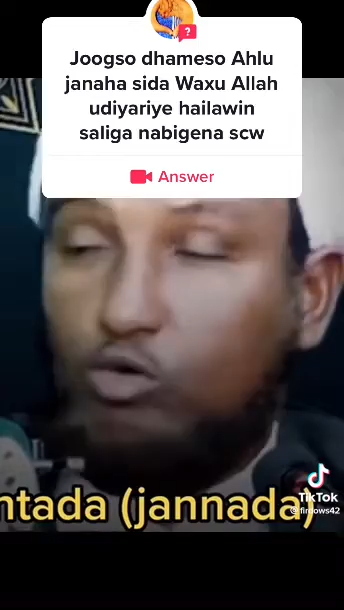 Joogso dhameso Ahlu
janaha sida Waxu Allah
udiyariye hailawin
saliga nabigena scw
Answer
ntada (jannada)
TikTok
@firdows42